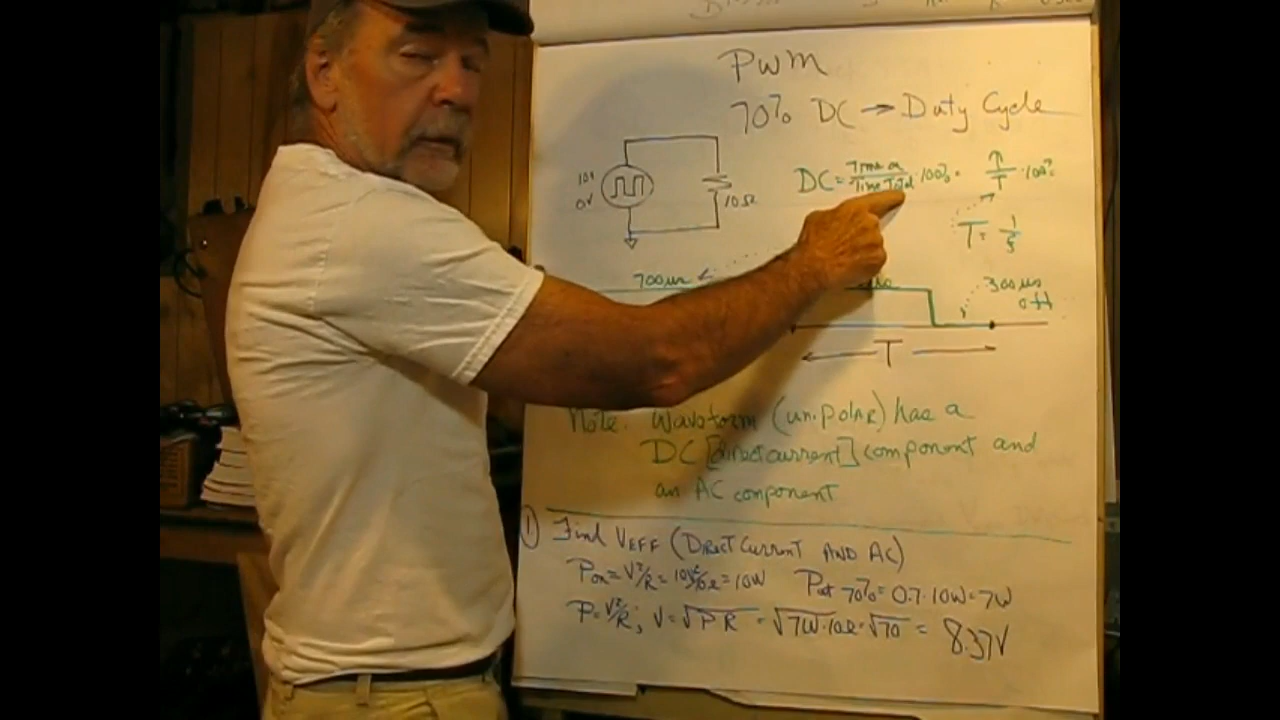 PWM
70% DC → Duty Cycle
10v
0V
10Ω
DC = Time on / Time Total · 100% = π / T · 100%
T = 1/f
700us
300us
off
T
Note: Waveform (unipolAR) has a
DC [direct current] component and
an AC component
① Find VEFF (Direct Current AND AC)
Pon = V²/R = 10V²/10Ω = 10W Pat 70% = 0.7 · 10W = 7W
P = V²/R ; V = √PR = √7W·10Ω = √70 = 8.37V